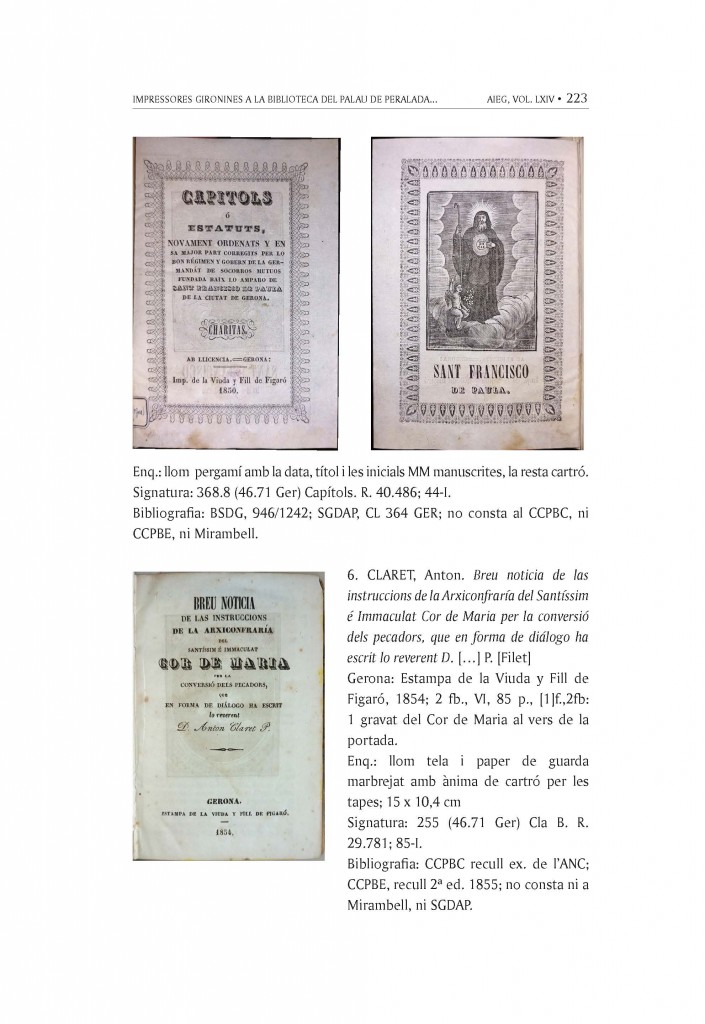 IMPRESSORES GIRONINES A LA BIBLIOTECA DEL PALAU DE PERALADA...
AIEG, VOL. LXIV • 223
CAPITOLS
ó
ESTATUTS,
NOVAMENT ORDENATS Y EN
SA MAJOR PART CORREGITS PER LO
BON RÉGIMEN Y GOBERN DE LA GER-
MANDAT DE SOCORROS MUTUOS
FUNDADA BAIX LO AMPARO DE
SANT FRANCISCO DE PAULA
DE LA CIUTAT DE GERONA.
CHARITAS.
AB LLICENCIA.=GERONA:
Imp. de la Viuda y Fill de Figaró
1850.
SANT FRANCISCO
DE PAULA.
Enq.: llom pergamí amb la data, títol i les inicials MM manuscrites, la resta cartró.
Signatura: 368.8 (46.71 Ger) Capítols. R. 40.486; 44-I.
Bibliografia: BSDG, 946/1242; SGDAP, CL 364 GER; no consta al CCPBC, ni
CCPBE, ni Mirambell.
BREU NOTICIA
DE LAS INSTRUCCIONS
DE LA ARXICONFRARÍA
DEL
SANTÍSIM É IMMACULAT
COR DE MARIA
PER LA
CONVERSIÓ DELS PECADORS,
QUE
EN FORMA DE DIÁLOGO HA ESCRIT
lo reverent
D. Anton Claret P.
GERONA.
ESTAMPA DE LA VIUDA Y FILL DE FIGARÓ.
1854.
6. CLARET, Anton. Breu noticia de las
instruccions de la Arxiconfraría del Santíssim
é Immaculat Cor de Maria per la conversió
dels pecadors, que en forma de diálogo ha
escrit lo reverent D. […] P. [Filet]
Gerona: Estampa de la Viuda y Fill de
Figaró, 1854; 2 fb., VI, 85 p., [1]f.,2fb:
1 gravat del Cor de Maria al vers de la
portada.
Enq.: llom tela i paper de guarda
marbrejat amb ànima de cartró per les
tapes; 15 x 10,4 cm
Signatura: 255 (46.71 Ger) Cla B. R.
29.781; 85-I.
Bibliografia: CCPBC recull ex. de l'ANC;
CCPBE, recull 2ª ed. 1855; no consta ni a
Mirambell, ni SGDAP.